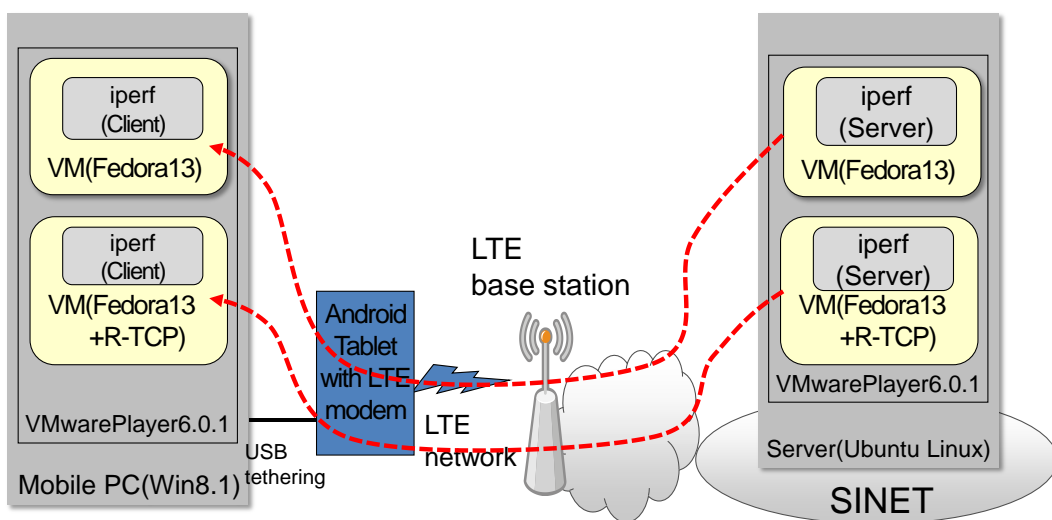 iperf
(Client)
VM(Fedora13)
iperf
(Client)
VM(Fedora13
+R-TCP)
VMwarePlayer6.0.1
Mobile PC(Win8.1)
USB
tethering
Android
Tablet
with LTE
modem
LTE
network
LTE
base station
iperf
(Server)
VM(Fedora13)
iperf
(Server)
VM(Fedora13
+R-TCP)
VMwarePlayer6.0.1
Server(Ubuntu Linux)
SINET